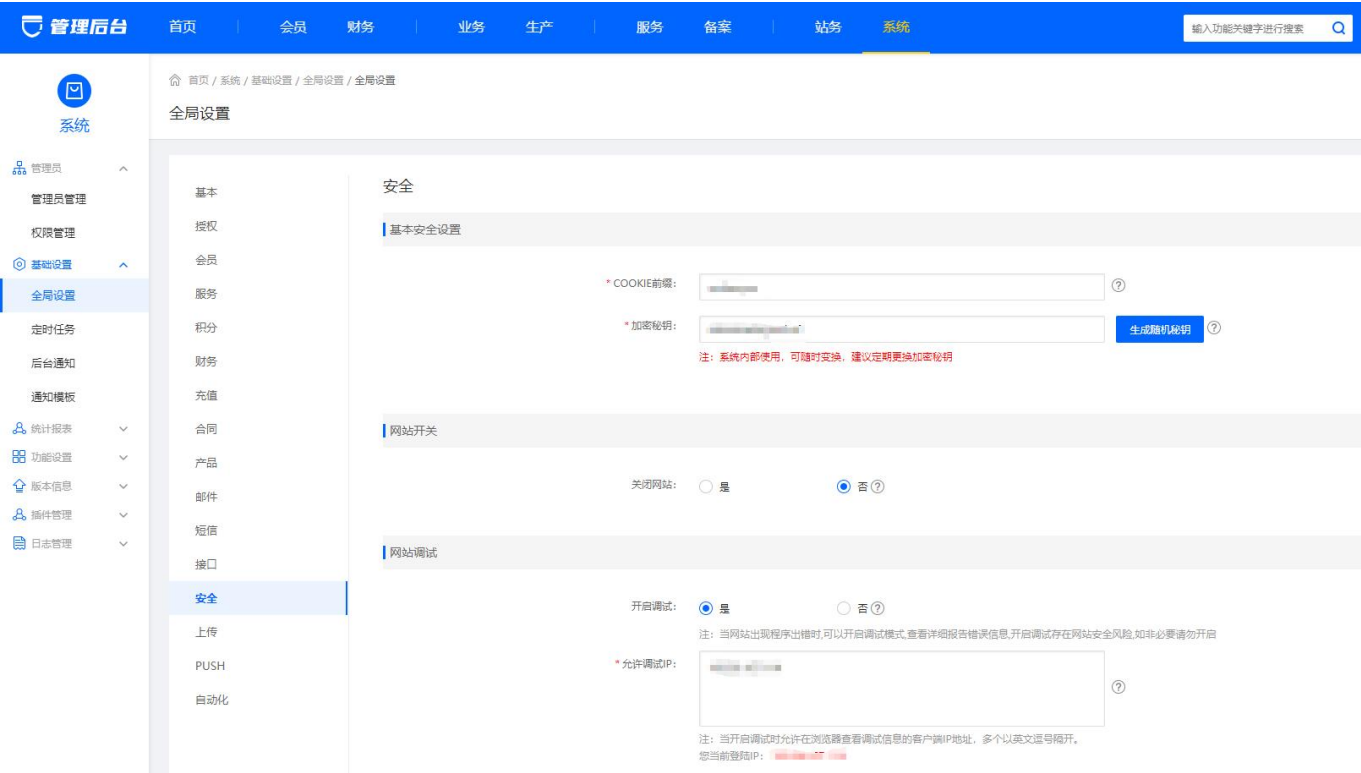 管理后台
首页 会员 财务 业务 生产 服务 备案 站务 系统
输入功能关键字进行搜索
系统
管理员
管理员管理
权限管理
基础设置
全局设置
定时任务
后台通知
通知模板
统计报表
功能设置
版本信息
插件管理
日志管理
首页 / 系统 / 基础设置 / 全局设置 / 全局设置
全局设置
基本
授权
会员
服务
积分
财务
充值
合同
产品
邮件
短信
接口
安全
上传
PUSH
自动化
安全
基本安全设置
* COOKIE前缀:
* 加密秘钥: 生成随机秘钥
注：系统内部使用，可随时变换，建议定期更换加密秘钥
网站开关
关闭网站: 是 否
网站调试
开启调试: 是 否
注：当网站出现程序出错时,可以开启调试模式,查看详细报告错误信息,开启调试存在网站安全风险,如非必要请勿开启
* 允许调试IP:
注：当开启调试时允许在浏览器查看调试信息的客户端IP地址，多个以英文逗号隔开。
您当前登陆IP: